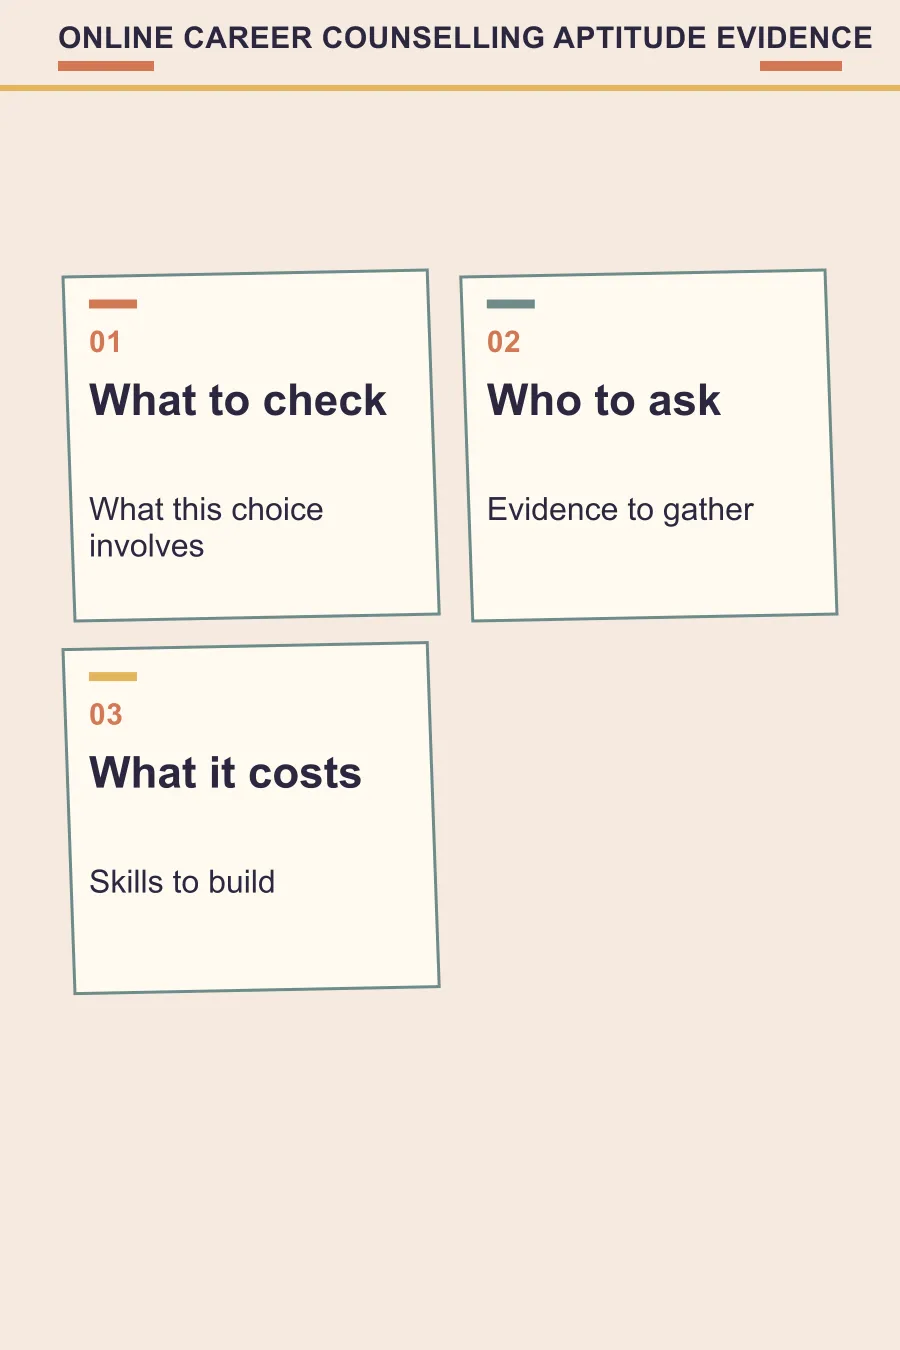 ONLINE CAREER COUNSELLING APTITUDE EVIDENCE
01
What to check
What this choice
involves
02
Who to ask
Evidence to gather
03
What it costs
Skills to build